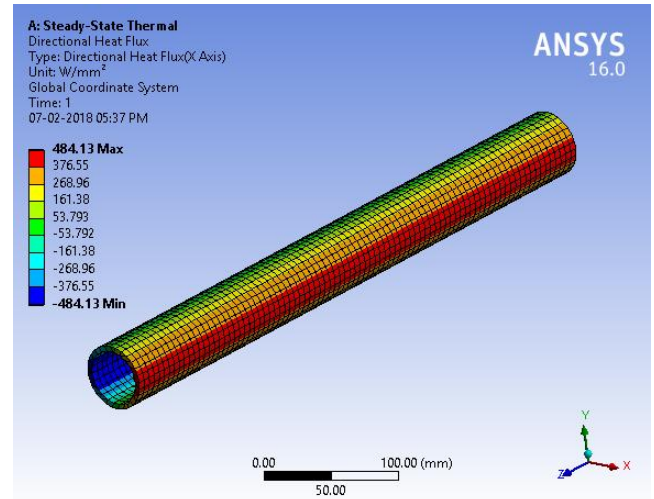 A: Steady-State Thermal
Directional Heat Flux
Type: Directional Heat Flux(X Axis)
Unit: W/mm²
Global Coordinate System
Time: 1
07-02-2018 05:37 PM
ANSYS
16.0
484.13 Max
376.55
268.96
161.38
53.793
-53.792
-161.38
-268.96
-376.55
-484.13 Min
0.00
100.00 (mm)
50.00
Y
X
Z